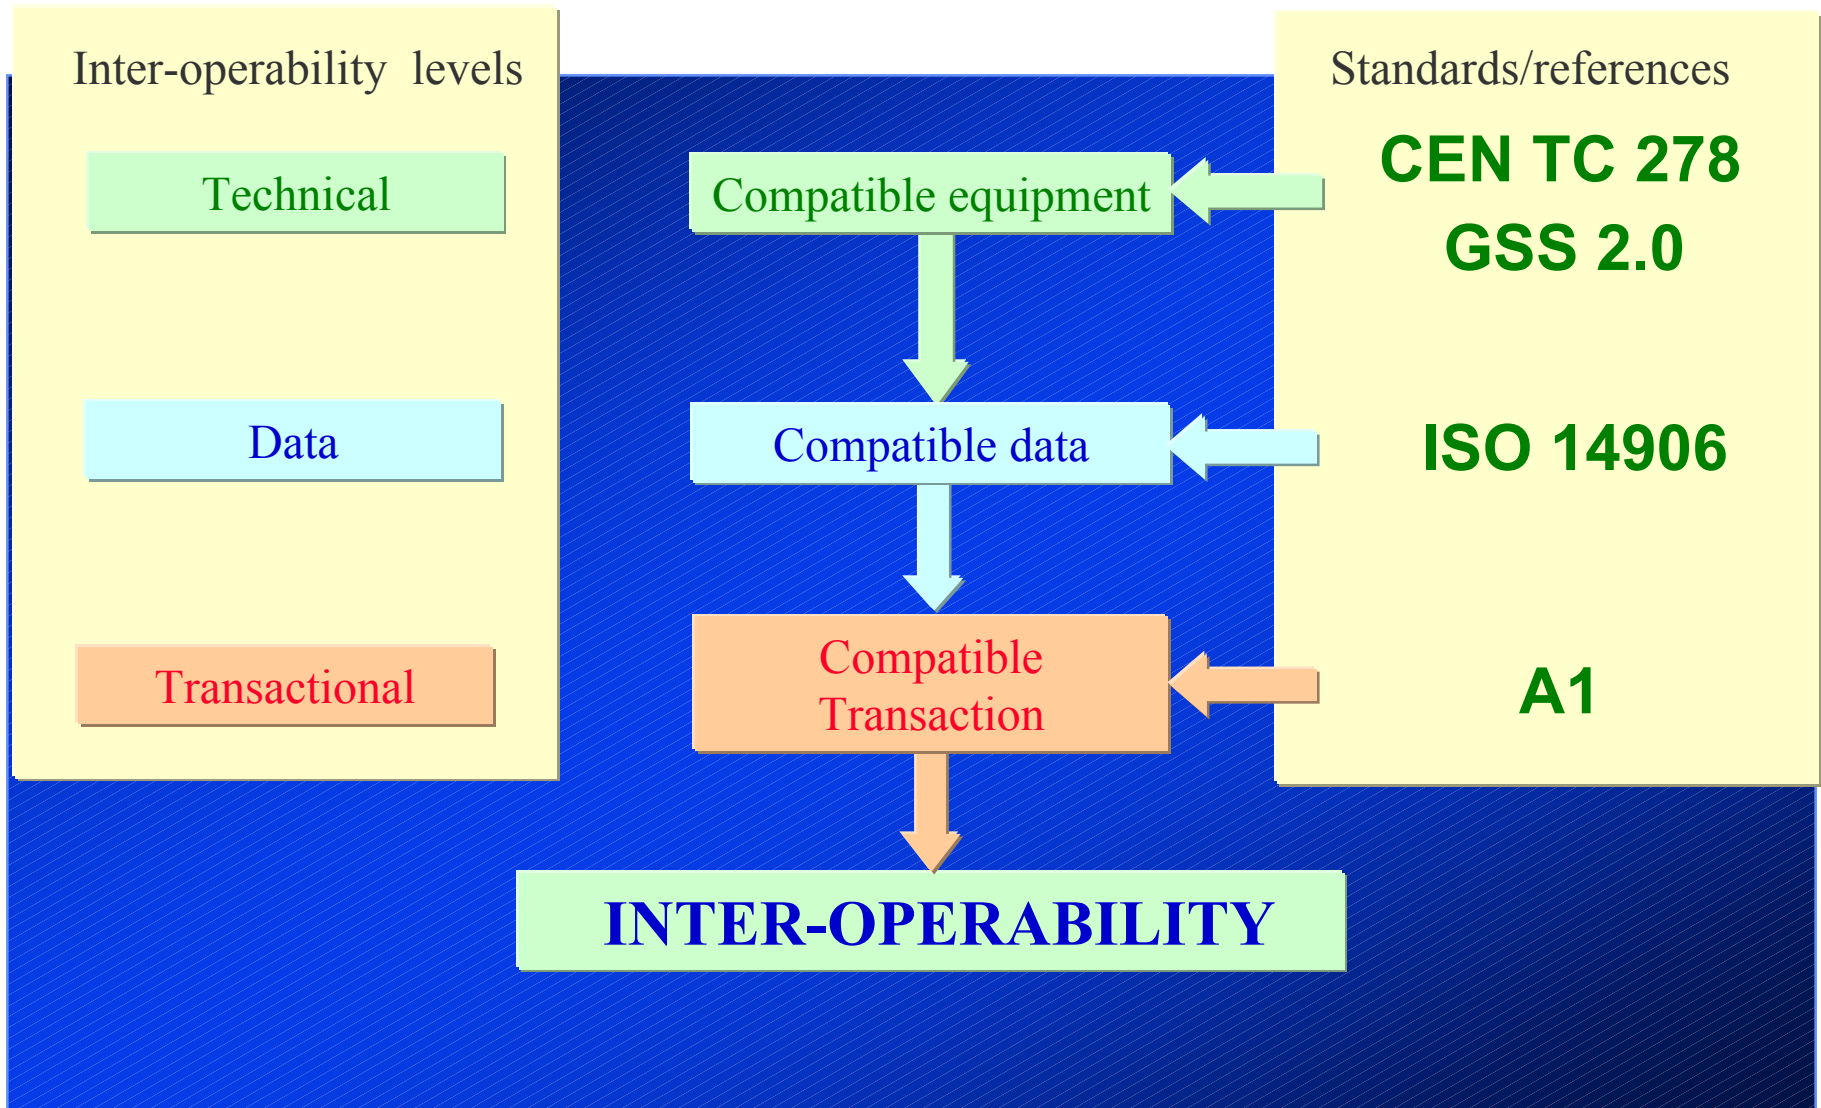 Inter-operability levels
Standards/references
Technical
Compatible equipment
CEN TC 278
GSS 2.0
Data
Compatible data
ISO 14906
Transactional
Compatible
Transaction
A1
INTER-OPERABILITY